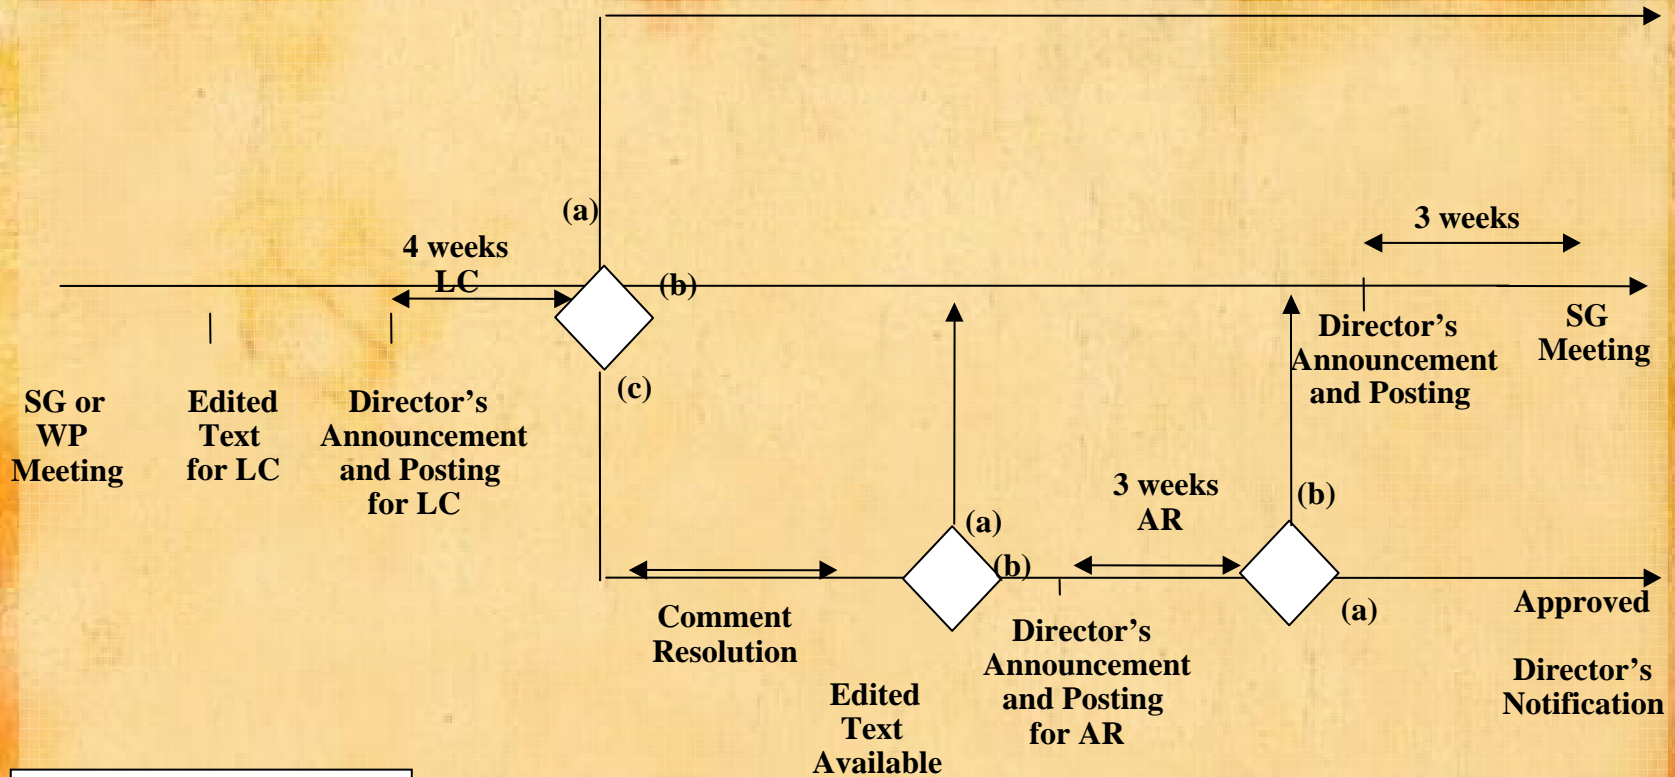 (a)
4 weeks
LC
(b)
(c)
3 weeks
SG or
WP
Meeting
Edited
Text
for LC
Director’s
Announcement
and Posting
for LC
Director’s
Announcement
and Posting
SG
Meeting
(a)
(b)
3 weeks
AR
(b)
(a)
Comment
Resolution
Edited
Text
Available
Director’s
Announcement
and Posting
for AR
Approved
Director’s
Notification